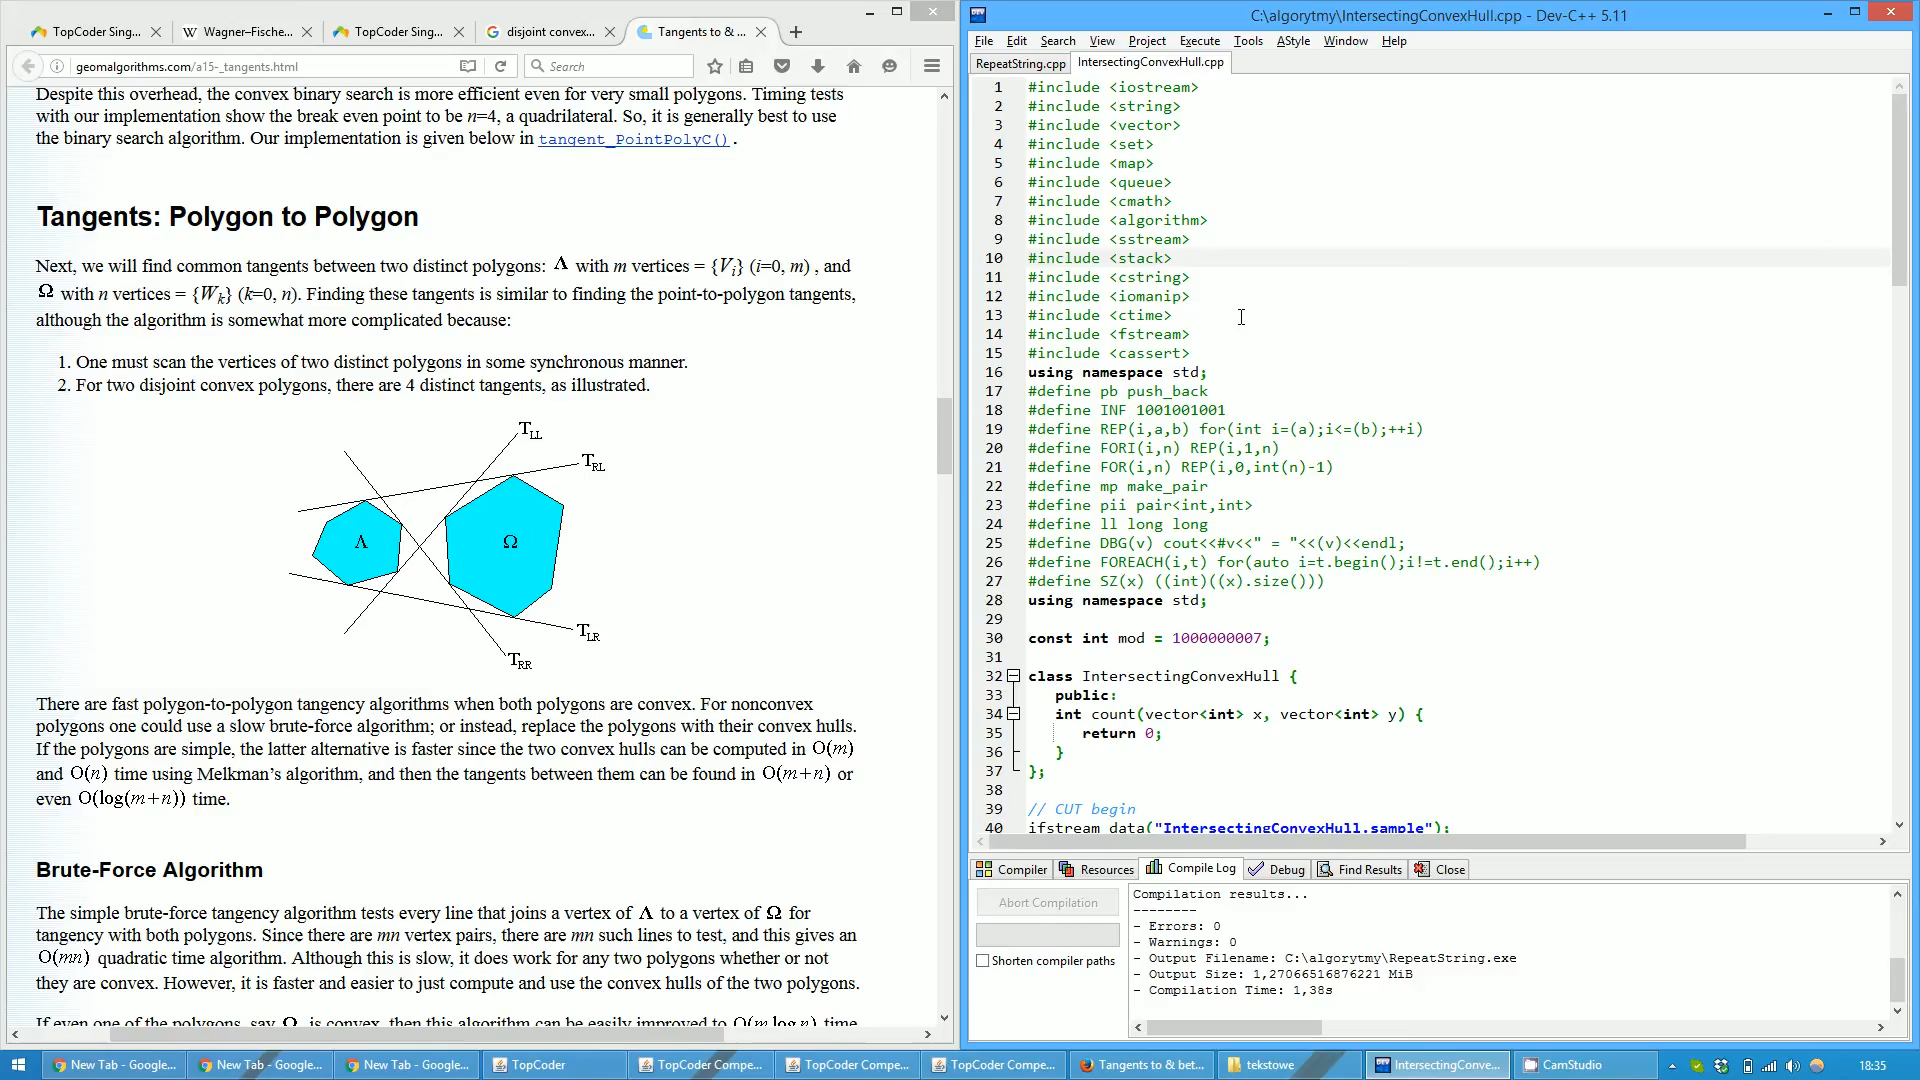 TopCoder Sing...
Wagner–Fische...
TopCoder Sing...
disjoint convex...
Tangents to & ...
geomalgorithms.com/a15-_tangents.html
Search
Despite this overhead, the convex binary search is more efficient even for very small polygons. Timing tests
with our implementation show the break even point to be n=4, a quadrilateral. So, it is generally best to use
the binary search algorithm. Our implementation is given below in tangent_PointPolyC() .
Tangents: Polygon to Polygon
Next, we will find common tangents between two distinct polygons: Λ with m vertices = {Vi} (i=0, m) , and
Ω with n vertices = {Wk} (k=0, n). Finding these tangents is similar to finding the point-to-polygon tangents,
although the algorithm is somewhat more complicated because:
1. One must scan the vertices of two distinct polygons in some synchronous manner.
2. For two disjoint convex polygons, there are 4 distinct tangents, as illustrated.
TLL
TRL
Λ
Ω
TLR
TRR
There are fast polygon-to-polygon tangency algorithms when both polygons are convex. For nonconvex
polygons one could use a slow brute-force algorithm; or instead, replace the polygons with their convex hulls.
If the polygons are simple, the latter alternative is faster since the two convex hulls can be computed in O(m)
and O(n) time using Melkman's algorithm, and then the tangents between them can be found in O(m+n) or
even O(log(m+n)) time.
Brute-Force Algorithm
The simple brute-force tangency algorithm tests every line that joins a vertex of Λ to a vertex of Ω for
tangency with both polygons. Since there are mn vertex pairs, there are mn such lines to test, and this gives an
O(mn) quadratic time algorithm. Although this is slow, it does work for any two polygons whether or not
they are convex. However, it is faster and easier to just compute and use the convex hulls of the two polygons.
If even one of the polygons, say Ω, is convex, then this algorithm can be easily improved to O(m log n) time
C:\algorytmy\IntersectingConvexHull.cpp - Dev-C++ 5.11
File Edit Search View Project Execute Tools AStyle Window Help
RepeatString.cpp IntersectingConvexHull.cpp
1 #include <iostream>
2 #include <string>
3 #include <vector>
4 #include <set>
5 #include <map>
6 #include <queue>
7 #include <cmath>
8 #include <algorithm>
9 #include <sstream>
10 #include <stack>
11 #include <cstring>
12 #include <iomanip>
13 #include <ctime>
14 #include <fstream>
15 #include <cassert>
16 using namespace std;
17 #define pb push_back
18 #define INF 1001001001
19 #define REP(i,a,b) for(int i=(a);i<=(b);++i)
20 #define FORI(i,n) REP(i,1,n)
21 #define FOR(i,n) REP(i,0,int(n)-1)
22 #define mp make_pair
23 #define pii pair<int,int>
24 #define ll long long
25 #define DBG(v) cout<<#v<<" = "<<(v)<<endl;
26 #define FOREACH(i,t) for(auto i=t.begin();i!=t.end();i++)
27 #define SZ(x) ((int)((x).size()))
28 using namespace std;
29
30 const int mod = 1000000007;
31
32 class IntersectingConvexHull {
33 public:
34 int count(vector<int> x, vector<int> y) {
35 return 0;
36 }
37 };
38
39 // CUT begin
40 ifstream data("IntersectingConvexHull.sample");
Compiler Resources Compile Log Debug Find Results Close
Abort Compilation
Shorten compiler paths
Compilation results...
--------
- Errors: 0
- Warnings: 0
- Output Filename: C:\algorytmy\RepeatString.exe
- Output Size: 1,27066516876221 MiB
- Compilation Time: 1,38s
New Tab - Google... New Tab - Google... New Tab - Google... TopCoder TopCoder Compe... TopCoder Compe... TopCoder Compe... Tangents to & bet... tekstowe IntersectingConve... CamStudio 18:35